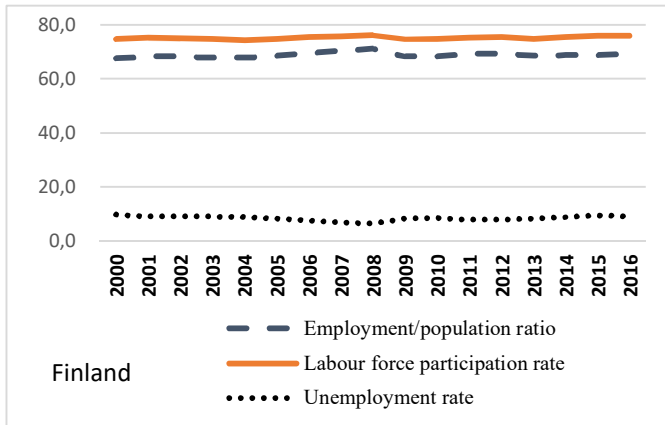 80,0
60,0
40,0
20,0
0,0
2000 2001 2002 2003 2004 2005 2006 2007 2008 2009 2010 2011 2012 2013 2014 2015 2016
Employment/population ratio
Labour force participation rate
Finland
Unemployment rate